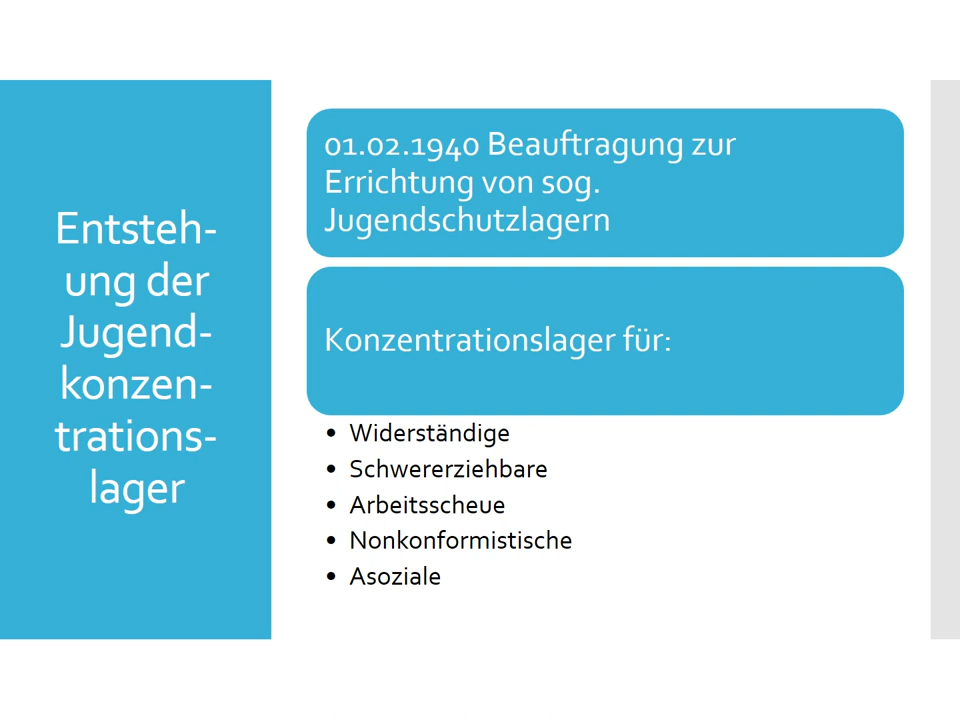 Entsteh-
ung der
Jugend-
konzen-
trations-
lager
01.02.1940 Beauftragung zur
Errichtung von sog.
Jugendschutzlagern
Konzentrationslager für:
• Widerständige
• Schwererziehbare
• Arbeitsscheue
• Nonkonformistische
• Asoziale